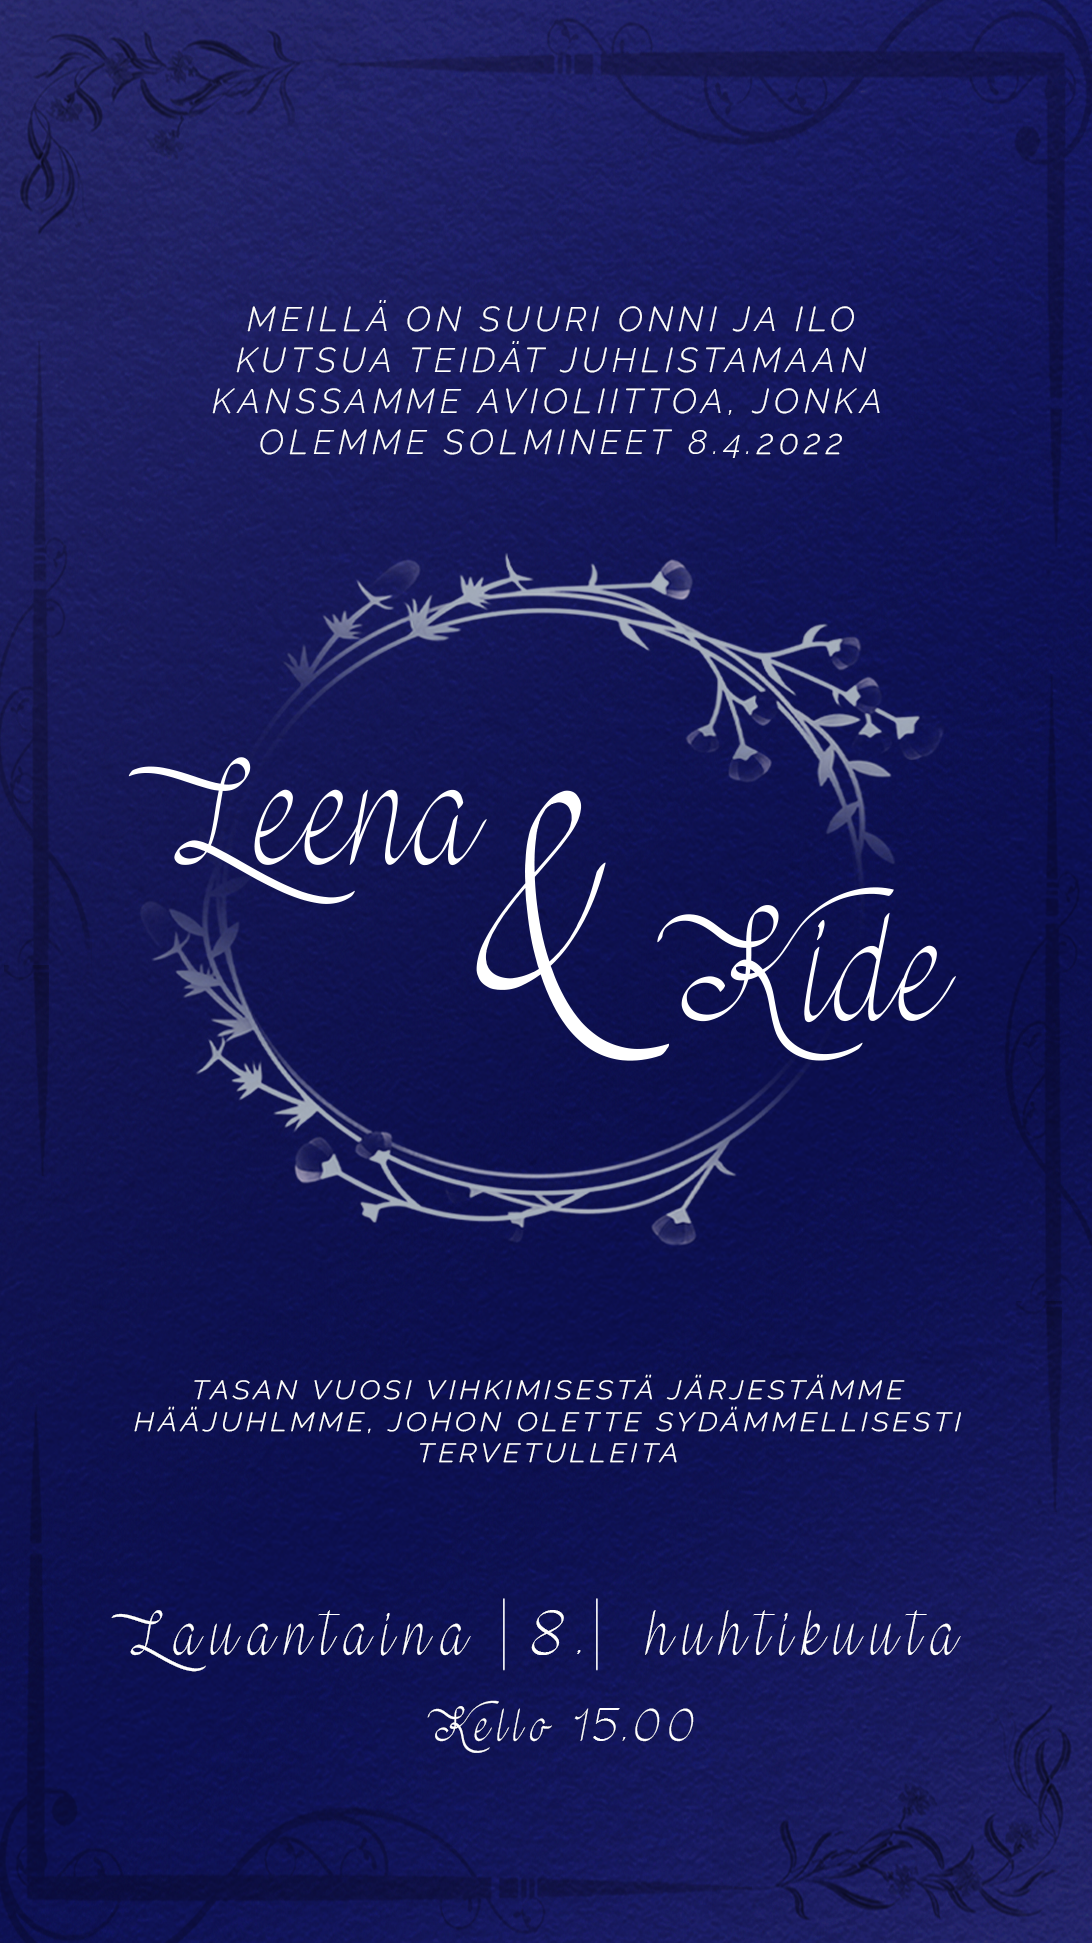 MEILLÄ ON SUURI ONNI JA ILO
KUTSUA TEIDÄT JUHLISTAMAAN
KANSSAMME AVIOLIITTOA, JONKA
OLEMME SOLMINEET 8.4.2022
Leena
&
Kide
TASAN VUOSI VIHKIMISESTÄ JÄRJESTÄMME
HÄÄJUHLMME, JOHON OLETTE SYDÄMMELLISESTI
TERVETULLEITA
Lauantaina |8.| huhtikuuta
Kello 15.00